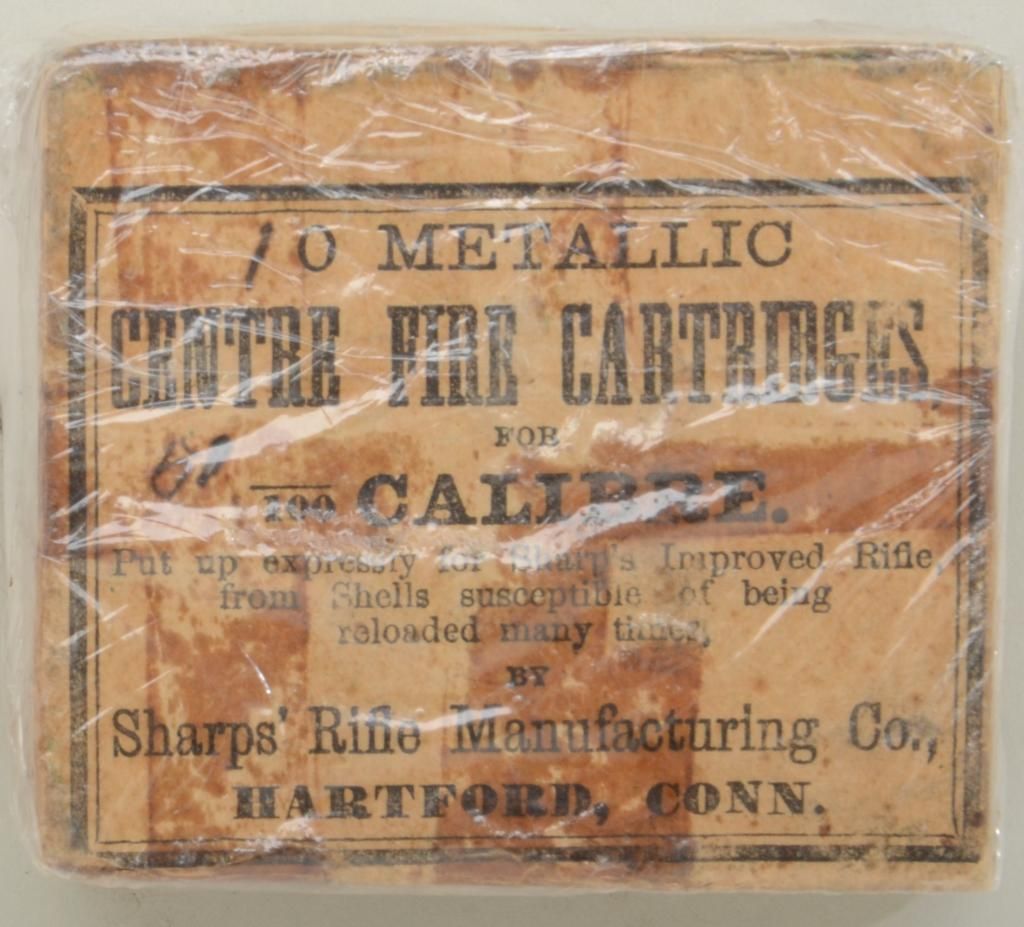 10 METALLIC
CENTRE FIRE CARTRIDGES,
FOR
100 CALIBRE.
Put up expressly for Sharp's Improved Rifle,
from Shells susceptible of being
reloaded many times,
BY
Sharps' Rifle Manufacturing Co.,
HARTFORD, CONN.